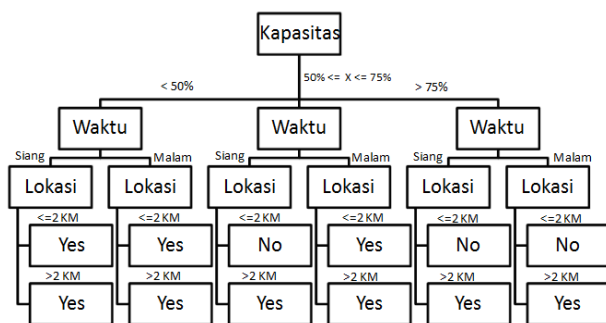 Kapasitas
< 50%
50% <= X <= 75%
> 75%
Waktu Waktu Waktu
Siang Malam Siang Malam Siang Malam
Lokasi Lokasi Lokasi Lokasi Lokasi Lokasi
<=2 KM <=2 KM <=2 KM <=2 KM <=2 KM <=2 KM
Yes Yes No Yes No No
>2 KM >2 KM >2 KM >2 KM >2 KM >2 KM
Yes Yes Yes Yes Yes Yes